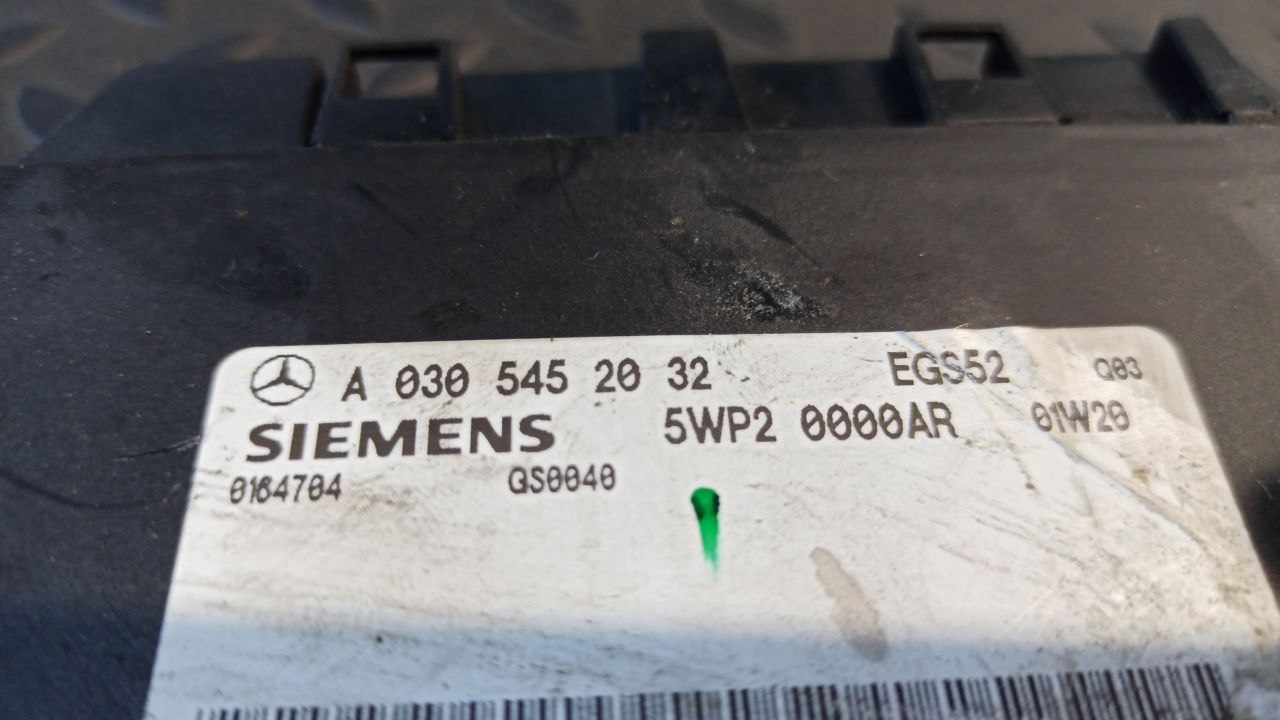 A 030 545 20 32 EGS52 Q03
SIEMENS 5WP2 0000AR 01W20
0164704 QS0040